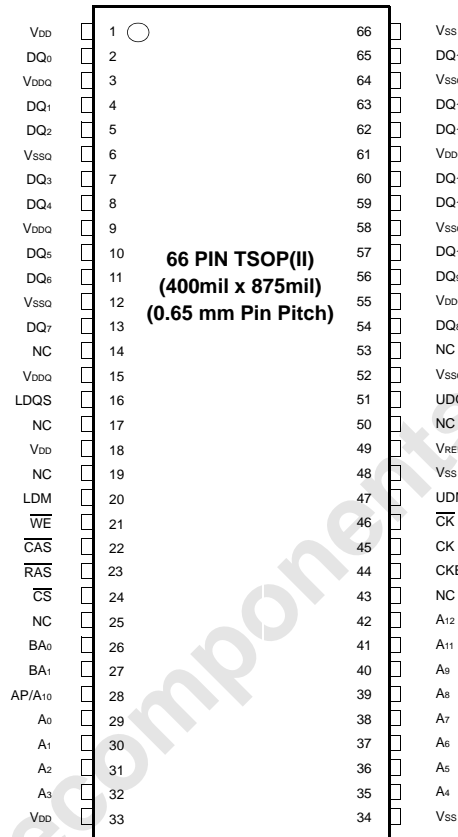 VDD 1 66 VSS
DQ0 2 65
VDDQ 3 64
DQ1 4 63
DQ2 5 62
VSSQ 6 61
DQ3 7 60
DQ4 8 59
VDDQ 9 58
DQ5 10 57
DQ6 11 56 DQ9
VSSQ 12 55
DQ7 13 54 DQ8
NC 14 53 NC
VDDQ 15 52
LDQS 16 51
NC 17 50 NC
VDD 18 49
NC 19 48 VSS
LDM 20 47
WE 21 46 CK
CAS 22 45 CK
RAS 23 44 CKE
CS 24 43 NC
NC 25 42 A12
BA0 26 41 A11
BA1 27 40 A9
AP/A10 28 39 A8
A0 29 38 A7
A1 30 37 A6
A2 31 36 A5
A3 32 35 A4
VDD 33 34 VSS
66 PIN TSOP(II)
(400mil x 875mil)
(0.65 mm Pin Pitch)